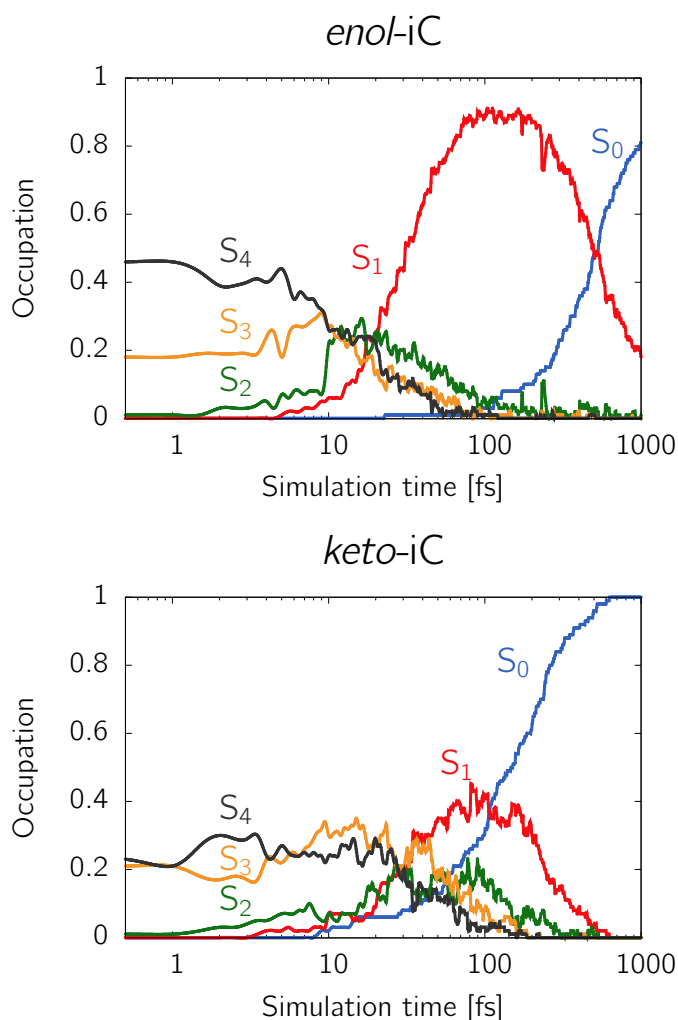 enol-iC
1
0.8
0.6
0.4
0.2
0
Occupation
S₄
S₃
S₂
S₁
S₀
1 10 100 1000
Simulation time [fs]
keto-iC
1
0.8
0.6
0.4
0.2
0
Occupation
S₄
S₃
S₂
S₁
S₀
1 10 100 1000
Simulation time [fs]